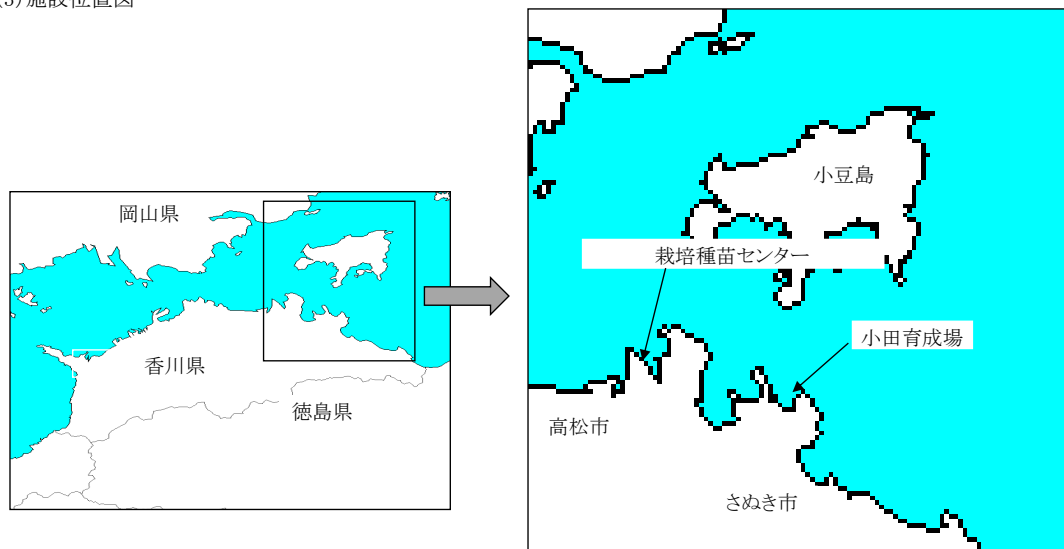 (3)施設位置図
岡山県
香川県
徳島県
小豆島
栽培種苗センター
小田育成場
高松市
さぬき市